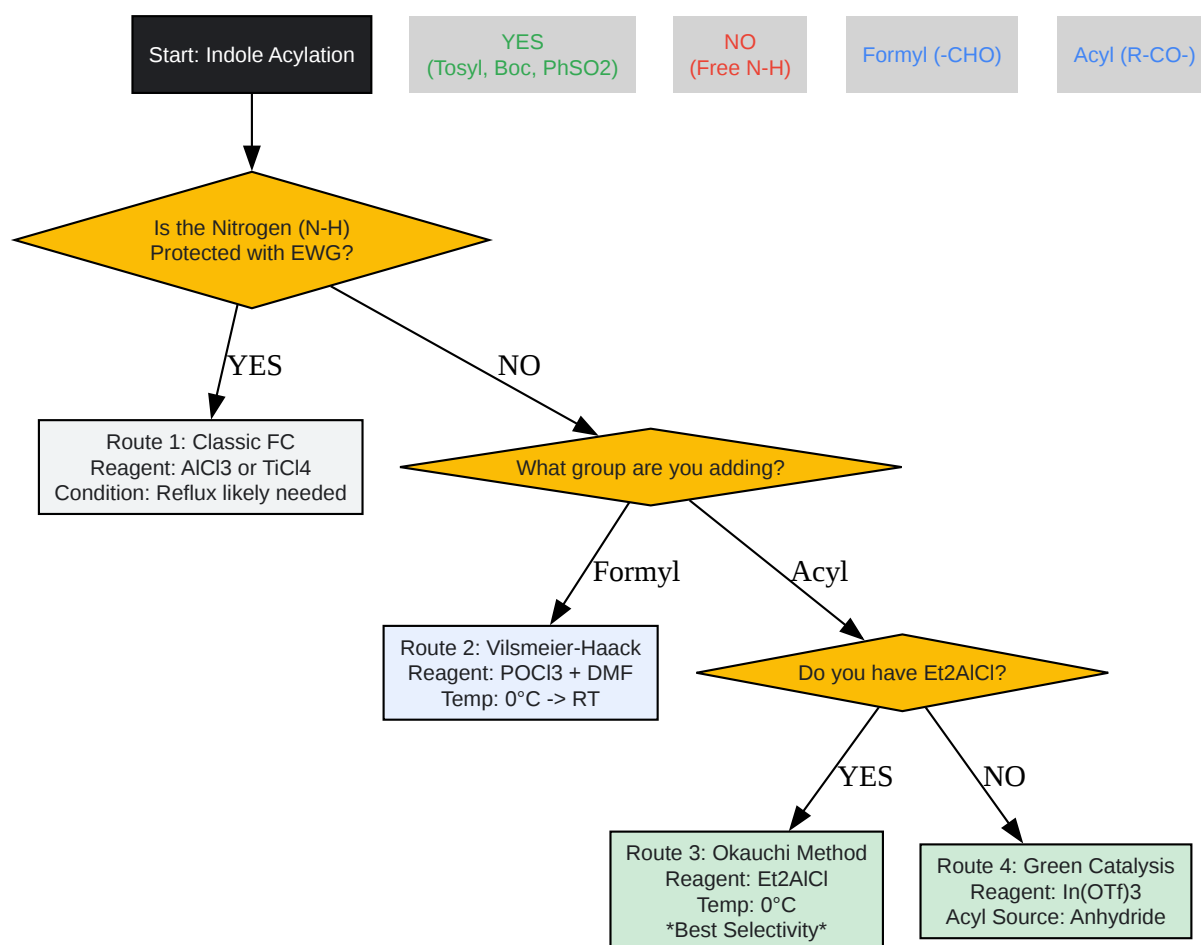 Start: Indole Acylation
YES
(Tosyl, Boc, PhSO2)
NO
(Free N-H)
Formyl (-CHO)
Acyl (R-CO-)
Is the Nitrogen (N-H)
Protected with EWG?
YES
NO
Route 1: Classic FC
Reagent: AlCl3 or TiCl4
Condition: Reflux likely needed
What group are you adding?
Formyl
Acyl
Route 2: Vilsmeier-Haack
Reagent: POCl3 + DMF
Temp: 0°C -> RT
Do you have Et2AlCl?
YES
NO
Route 3: Okauchi Method
Reagent: Et2AlCl
Temp: 0°C
*Best Selectivity*
Route 4: Green Catalysis
Reagent: In(OTf)3
Acyl Source: Anhydride